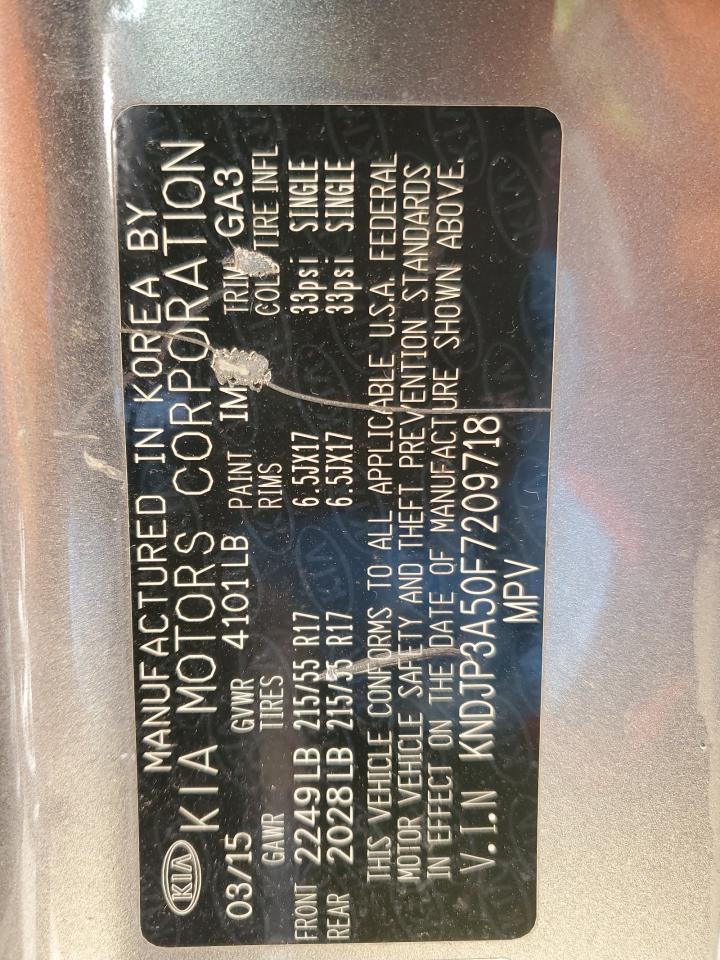 KIA
MANUFACTURED IN KOREA BY
KIA MOTORS CORPORATION
03/15 GVWR 4101LB PAINT IM TRIM GA3
GAWR TIRES RIMS COLD TIRE INFL
FRONT 2249LB 215/55 R17 6.5JX17 33psi SINGLE
REAR 2028LB 215/55 R17 6.5JX17 33psi SINGLE
THIS VEHICLE CONFORMS TO ALL APPLICABLE U.S.A. FEDERAL
MOTOR VEHICLE SAFETY AND THEFT PREVENTION STANDARDS
IN EFFECT ON THE DATE OF MANUFACTURE SHOWN ABOVE.
V.I.N KNDJP3A50F7209718
MPV